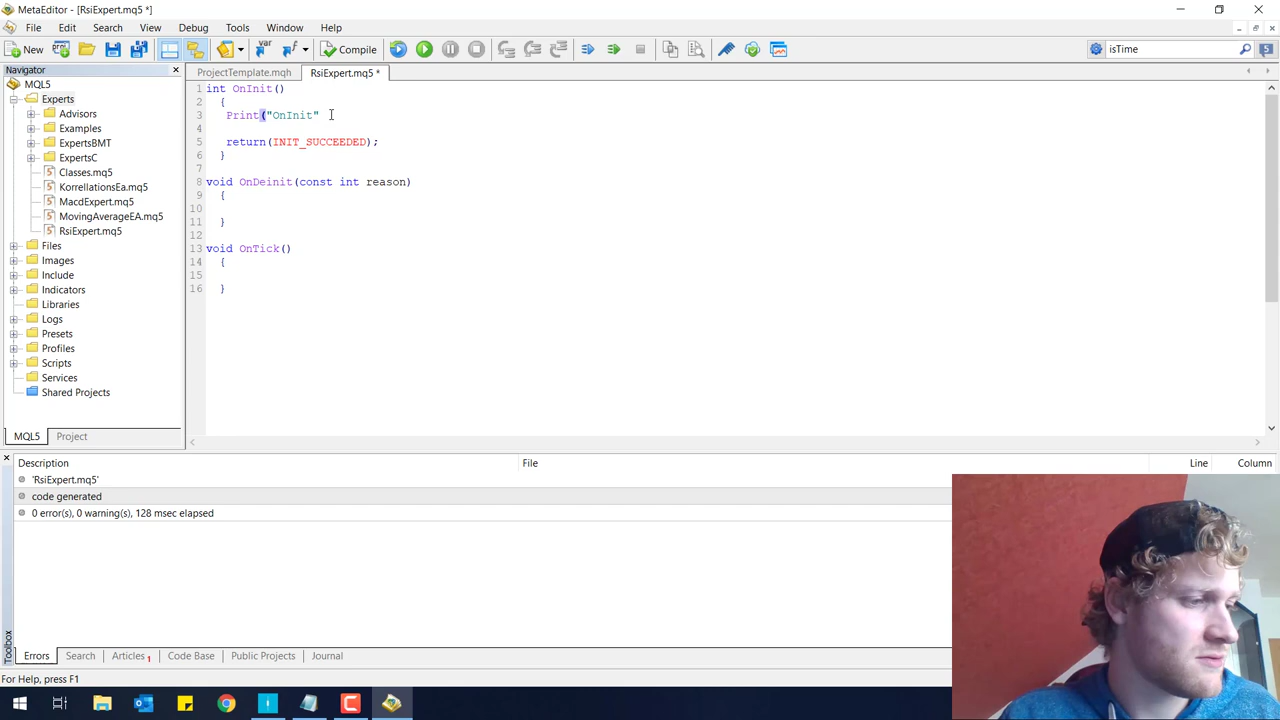 MetaEditor - [RsiExpert.mq5 *]
File Edit Search View Debug Tools Window Help
New Compile isTime 5
Navigator
ProjectTemplate.mqh RsiExpert.mq5 *
MQL5
Experts
Advisors
Examples
ExpertsBMT
ExpertsC
Classes.mq5
KorrellationsEa.mq5
MacdExpert.mq5
MovingAverageEA.mq5
RsiExpert.mq5
Files
Images
Include
Indicators
Libraries
Logs
Presets
Profiles
Scripts
Services
Shared Projects
MQL5 Project
1 int OnInit()
2 {
3 Print("OnInit"
4
5 return(INIT_SUCCEEDED);
6 }
7
8 void OnDeinit(const int reason)
9 {
10
11 }
12
13 void OnTick()
14 {
15
16 }
Description File Line Column
'RsiExpert.mq5'
code generated
0 error(s), 0 warning(s), 128 msec elapsed
Toolbox
Errors Search Articles 1 Code Base Public Projects Journal
For Help, press F1